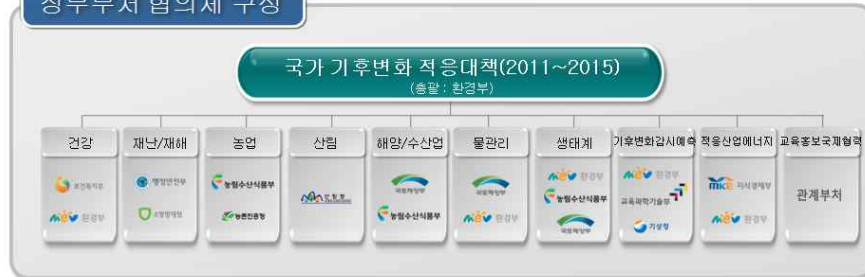 정부부처 협의체 구성
국가 기후변화 적응대책(2011~2015)
(총괄 : 환경부)
건강
재난/재해
농업
산림
해양/수산업
물관리
생태계
기후변화감시예측
적응산업에너지
교육홍보국제협력
보건복지부
me 환경부
행정안전부
소방방재청
농림수산식품부
농촌진흥청
산림청
국토해양부
농림수산식품부
국토해양부
me 환경부
me 환경부
농림수산식품부
국토해양부
me 환경부
교육과학기술부
기상청
mke 지식경제부
me 환경부
관계부처